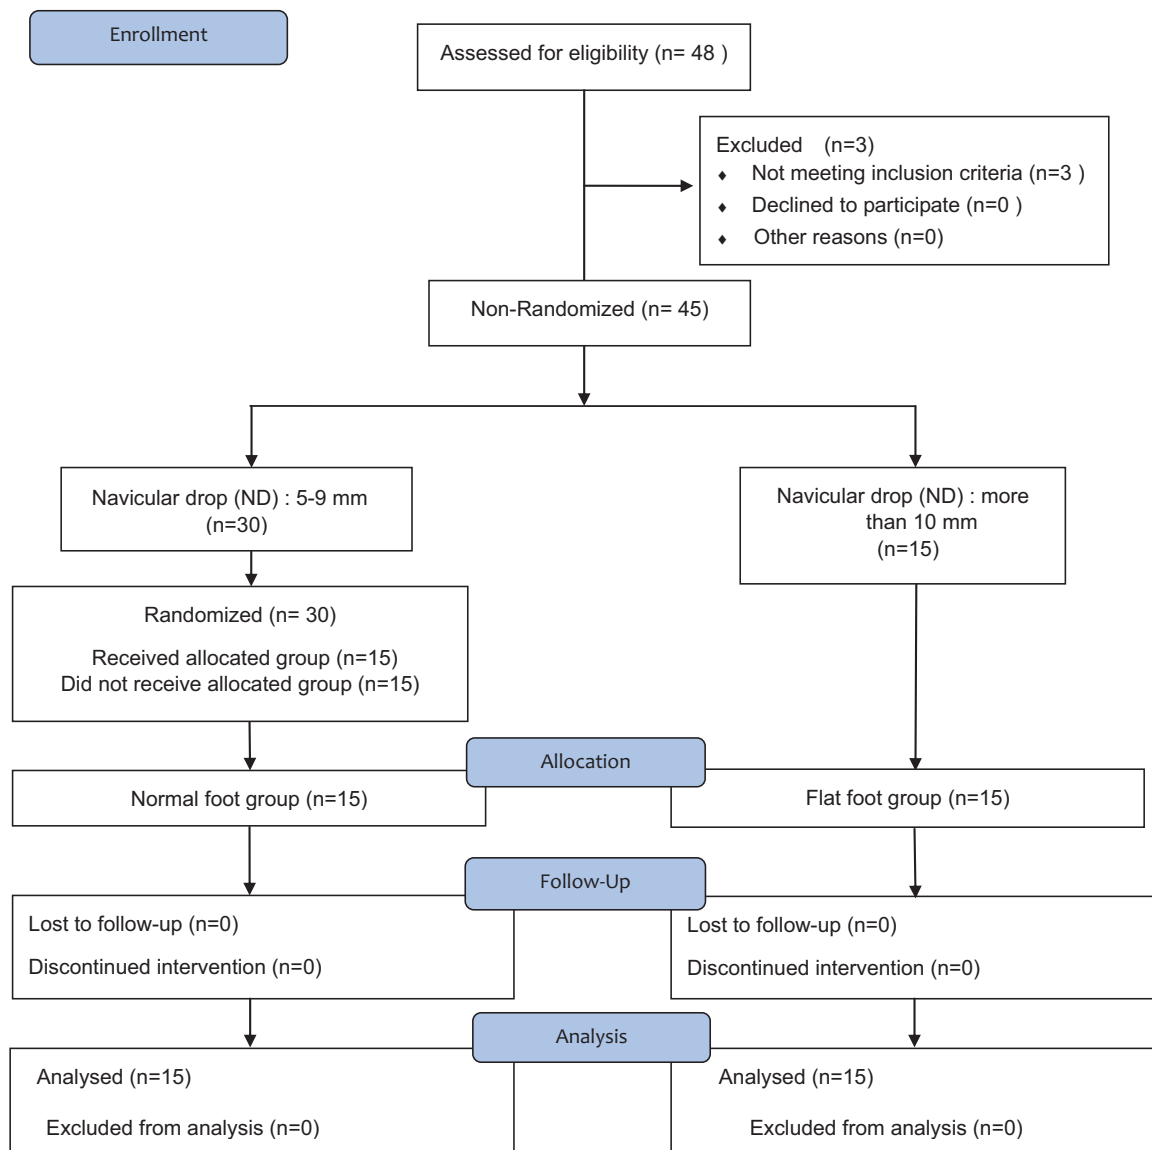 Enrollment
Assessed for eligibility (n= 48 )
Excluded (n=3)
♦ Not meeting inclusion criteria (n=3 )
♦ Declined to participate (n=0 )
♦ Other reasons (n=0)
Non-Randomized (n= 45)
Navicular drop (ND) : 5-9 mm
(n=30)
Navicular drop (ND) : more
than 10 mm
(n=15)
Randomized (n= 30)
Received allocated group (n=15)
Did not receive allocated group (n=15)
Allocation
Normal foot group (n=15)
Flat foot group (n=15)
Follow-Up
Lost to follow-up (n=0)
Discontinued intervention (n=0)
Lost to follow-up (n=0)
Discontinued intervention (n=0)
Analysis
Analysed (n=15)
Excluded from analysis (n=0)
Analysed (n=15)
Excluded from analysis (n=0)